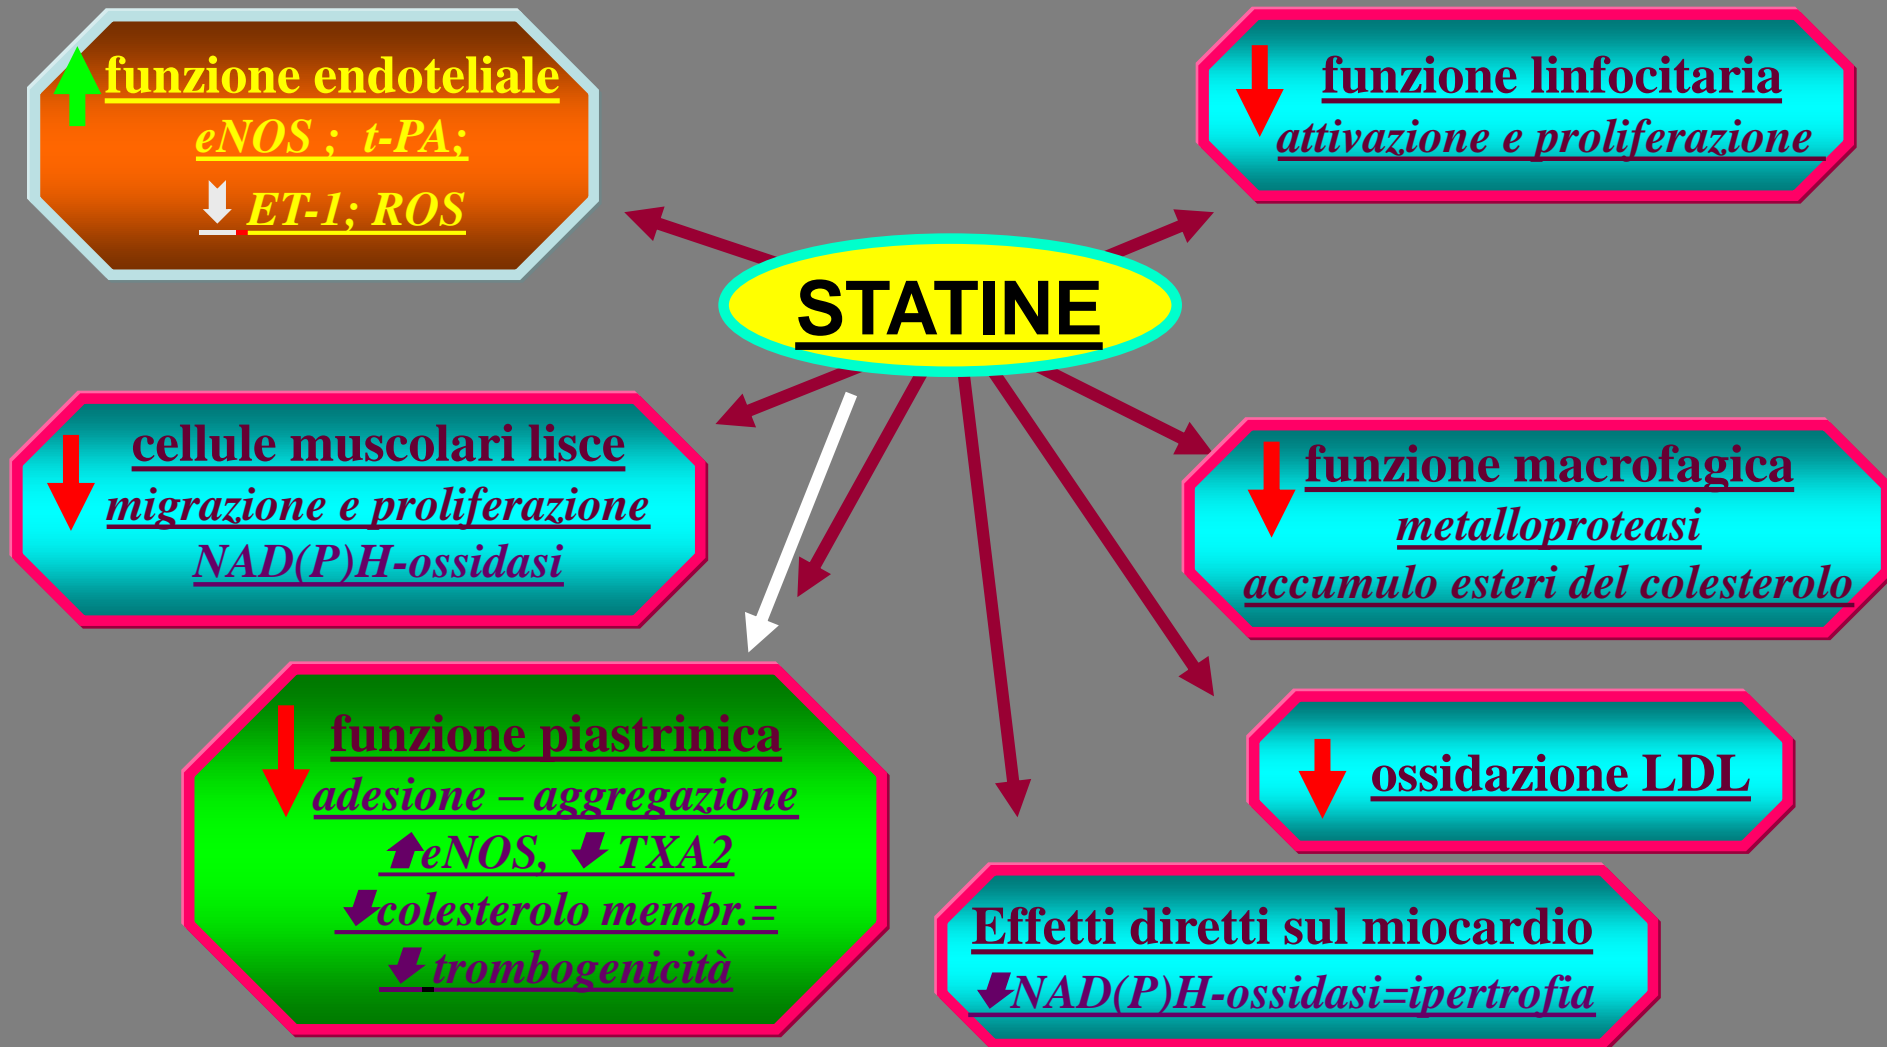 funzione endoteliale
eNOS ; t-PA;
ET-1; ROS
funzione linfocitaria
attivazione e proliferazione
STATINE
cellule muscolari lisce
migrazione e proliferazione
NAD(P)H-ossidasi
funzione macrofagica
metalloproteasi
accumulo esteri del colesterolo
funzione piastrinica
adesione – aggregazione
eNOS, TXA2
colesterolo membr.=
trombogenicità
ossidazione LDL
Effetti diretti sul miocardio
NAD(P)H-ossidasi=ipertrofia